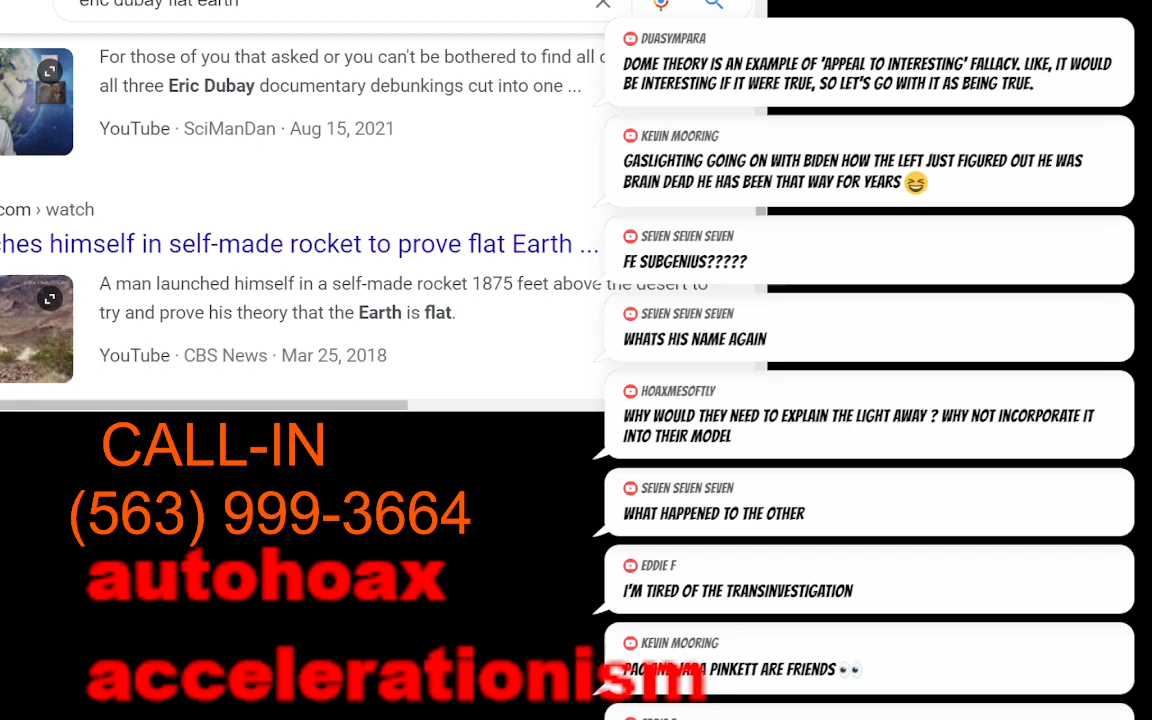 eric dubay flat earth
For those of you that asked or you can't be bothered to find all
all three Eric Dubay documentary debunkings cut into one ...
YouTube · SciManDan · Aug 15, 2021
com › watch
ches himself in self-made rocket to prove flat Earth ...
A man launched himself in a self-made rocket 1875 feet above the desert to
try and prove his theory that the Earth is flat.
YouTube · CBS News · Mar 25, 2018
CALL-IN
(563) 999-3664
autohoax
accelerationism
DUASYMPARA
DOME THEORY IS AN EXAMPLE OF 'APPEAL TO INTERESTING' FALLACY. LIKE, IT WOULD
BE INTERESTING IF IT WERE TRUE, SO LET'S GO WITH IT AS BEING TRUE.
KEVIN MOORING
GASLIGHTING GOING ON WITH BIDEN HOW THE LEFT JUST FIGURED OUT HE WAS
BRAIN DEAD HE HAS BEEN THAT WAY FOR YEARS 😆
SEVEN SEVEN SEVEN
FE SUBGENIUS?????
SEVEN SEVEN SEVEN
WHATS HIS NAME AGAIN
HOAXMESOFTLY
WHY WOULD THEY NEED TO EXPLAIN THE LIGHT AWAY ? WHY NOT INCORPORATE IT
INTO THEIR MODEL
SEVEN SEVEN SEVEN
WHAT HAPPENED TO THE OTHER
EDDIE F
I'M TIRED OF THE TRANSINVESTIGATION
KEVIN MOORING
PAC AND JADA PINKETT ARE FRIENDS 👀
EDDIE F